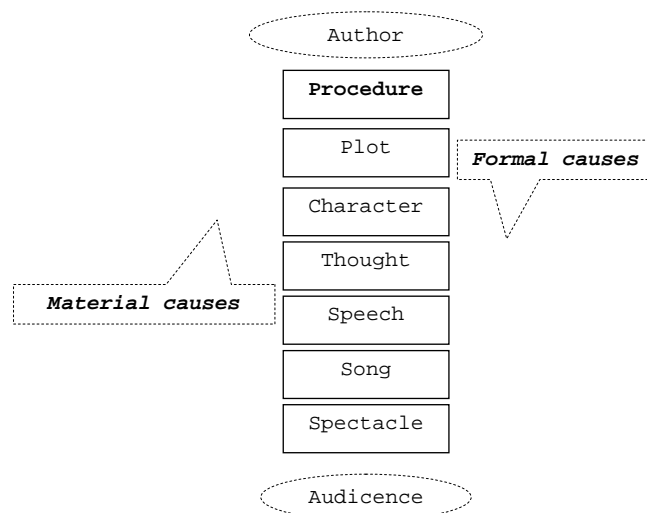 Author
Procedure
Plot
Formal causes
Character
Thought
Material causes
Speech
Song
Spectacle
Audicence